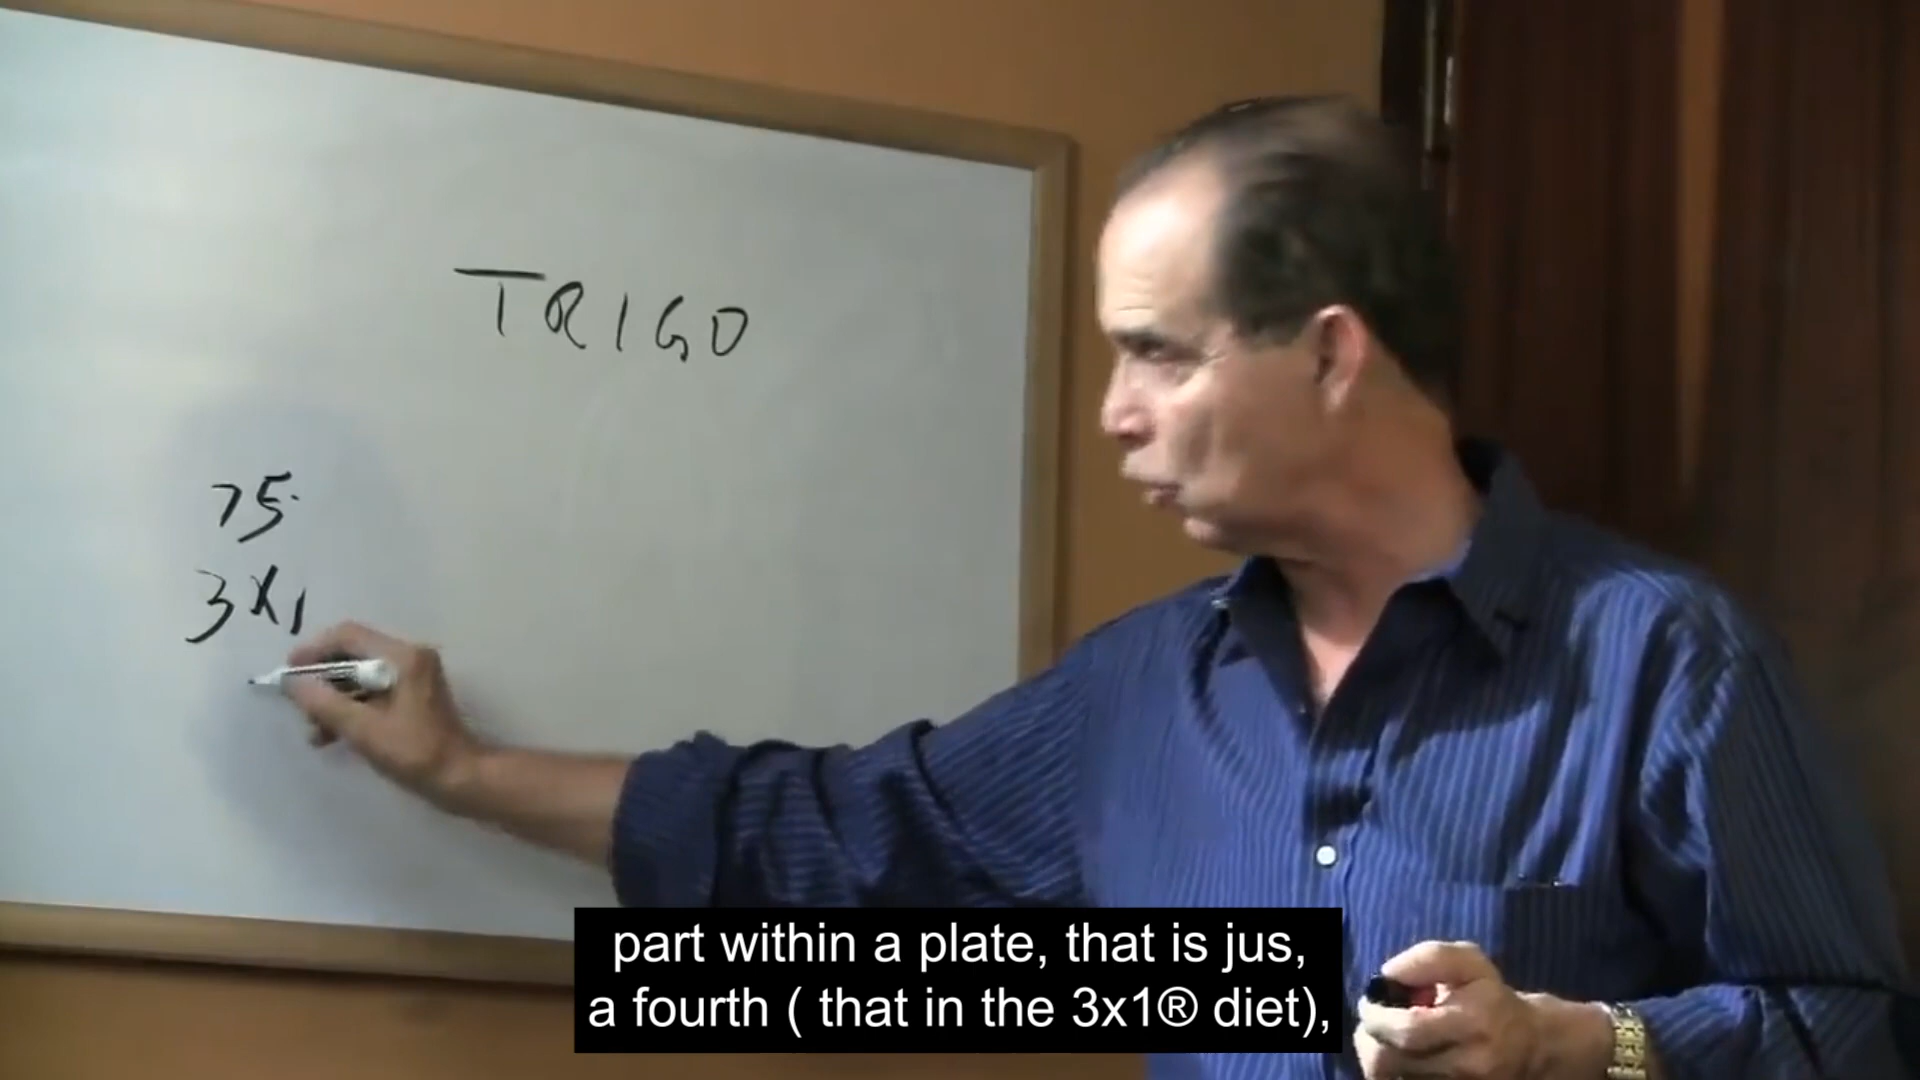 TRIGO
75
3x1
part within a plate, that is jus,
a fourth ( that in the 3x1® diet),